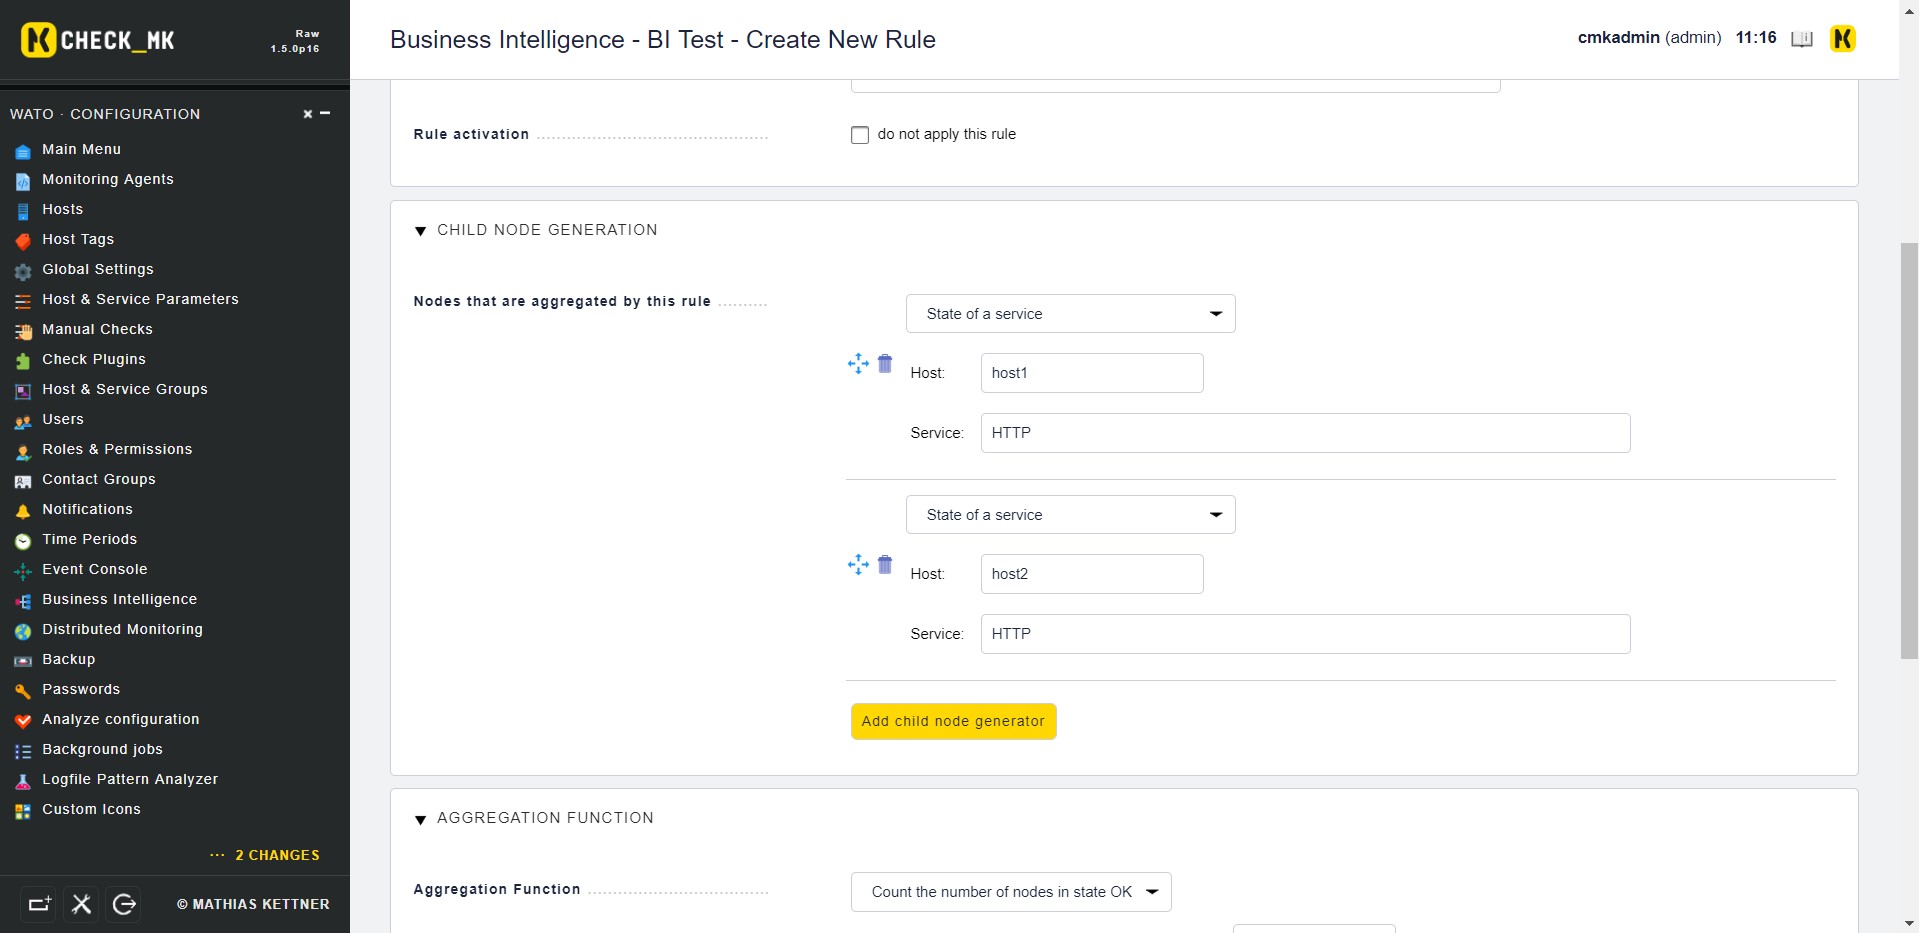 CHECK_MK
Raw
1.5.0p16
Business Intelligence - BI Test - Create New Rule
cmkadmin (admin) 11:16
WATO · CONFIGURATION
Main Menu
Monitoring Agents
Hosts
Host Tags
Global Settings
Host & Service Parameters
Manual Checks
Check Plugins
Host & Service Groups
Users
Roles & Permissions
Contact Groups
Notifications
Time Periods
Event Console
Business Intelligence
Distributed Monitoring
Backup
Passwords
Analyze configuration
Background jobs
Logfile Pattern Analyzer
Custom Icons
··· 2 CHANGES
© MATHIAS KETTNER
Rule activation
do not apply this rule
CHILD NODE GENERATION
Nodes that are aggregated by this rule
State of a service
Host: host1
Service: HTTP
State of a service
Host: host2
Service: HTTP
Add child node generator
AGGREGATION FUNCTION
Aggregation Function
Count the number of nodes in state OK